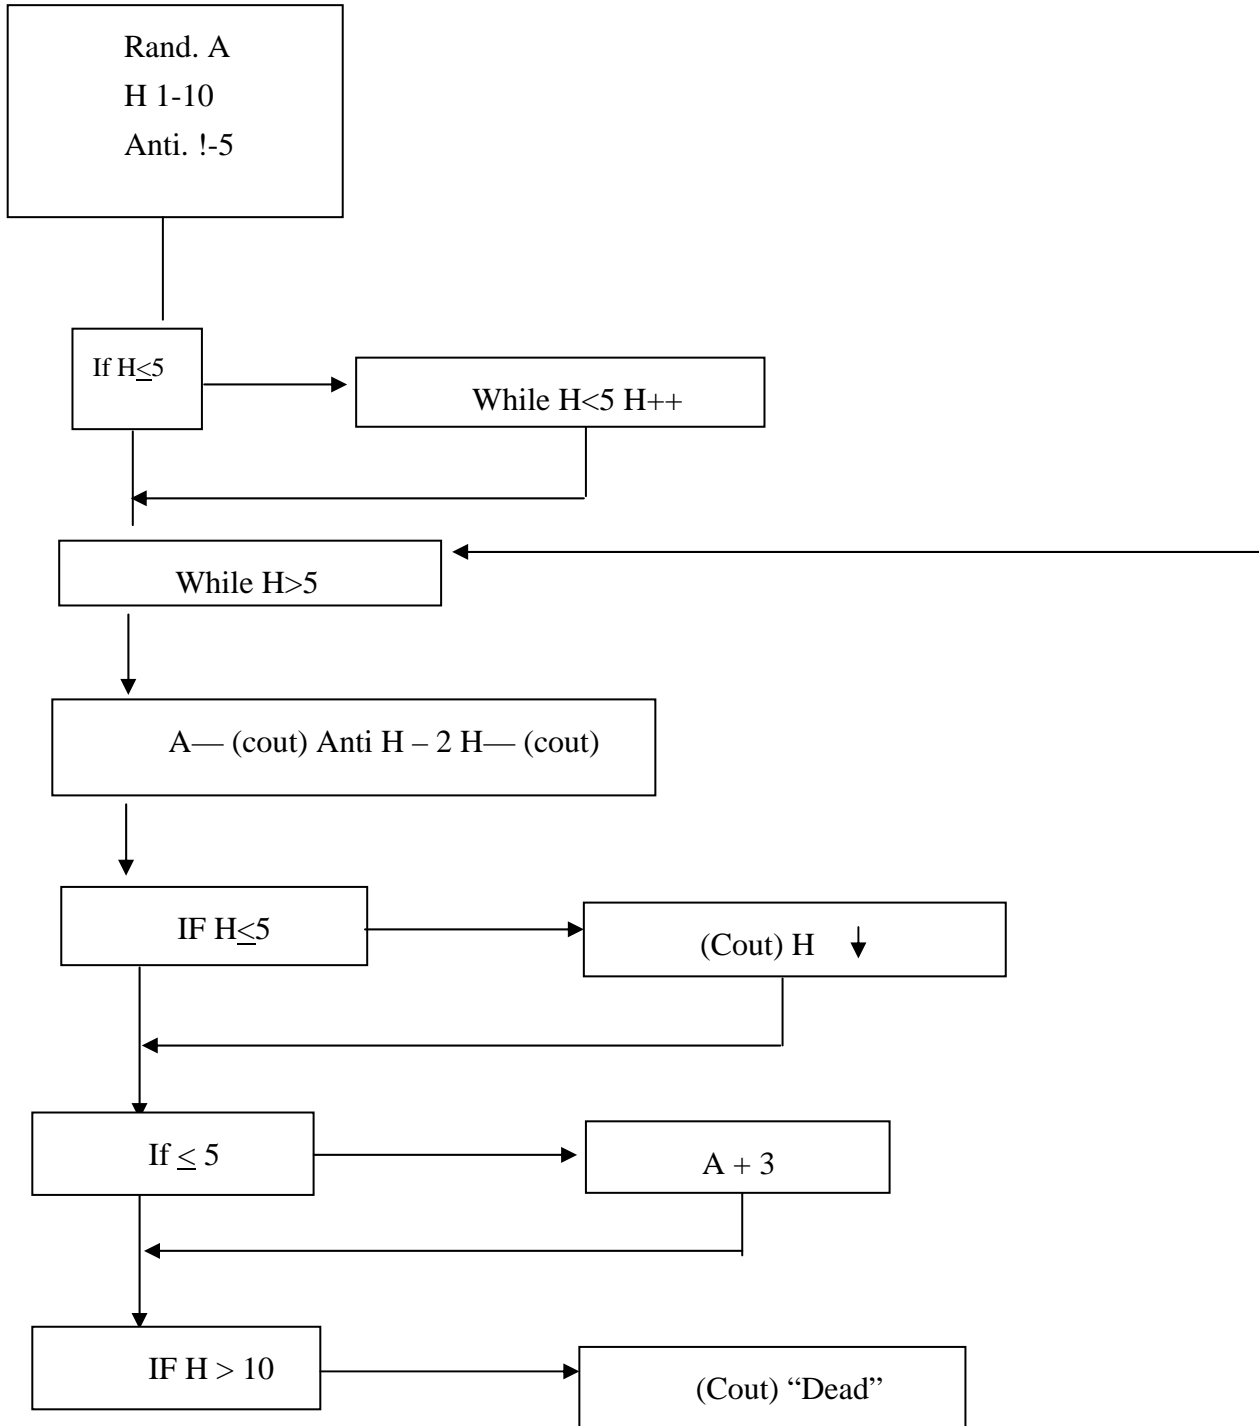 Rand. A
H 1-10
Anti. !-5
If H≤5
While H<5 H++
While H>5
A— (cout) Anti H – 2 H— (cout)
IF H≤5
(Cout) H
If ≤ 5
A + 3
IF H > 10
(Cout) “Dead”